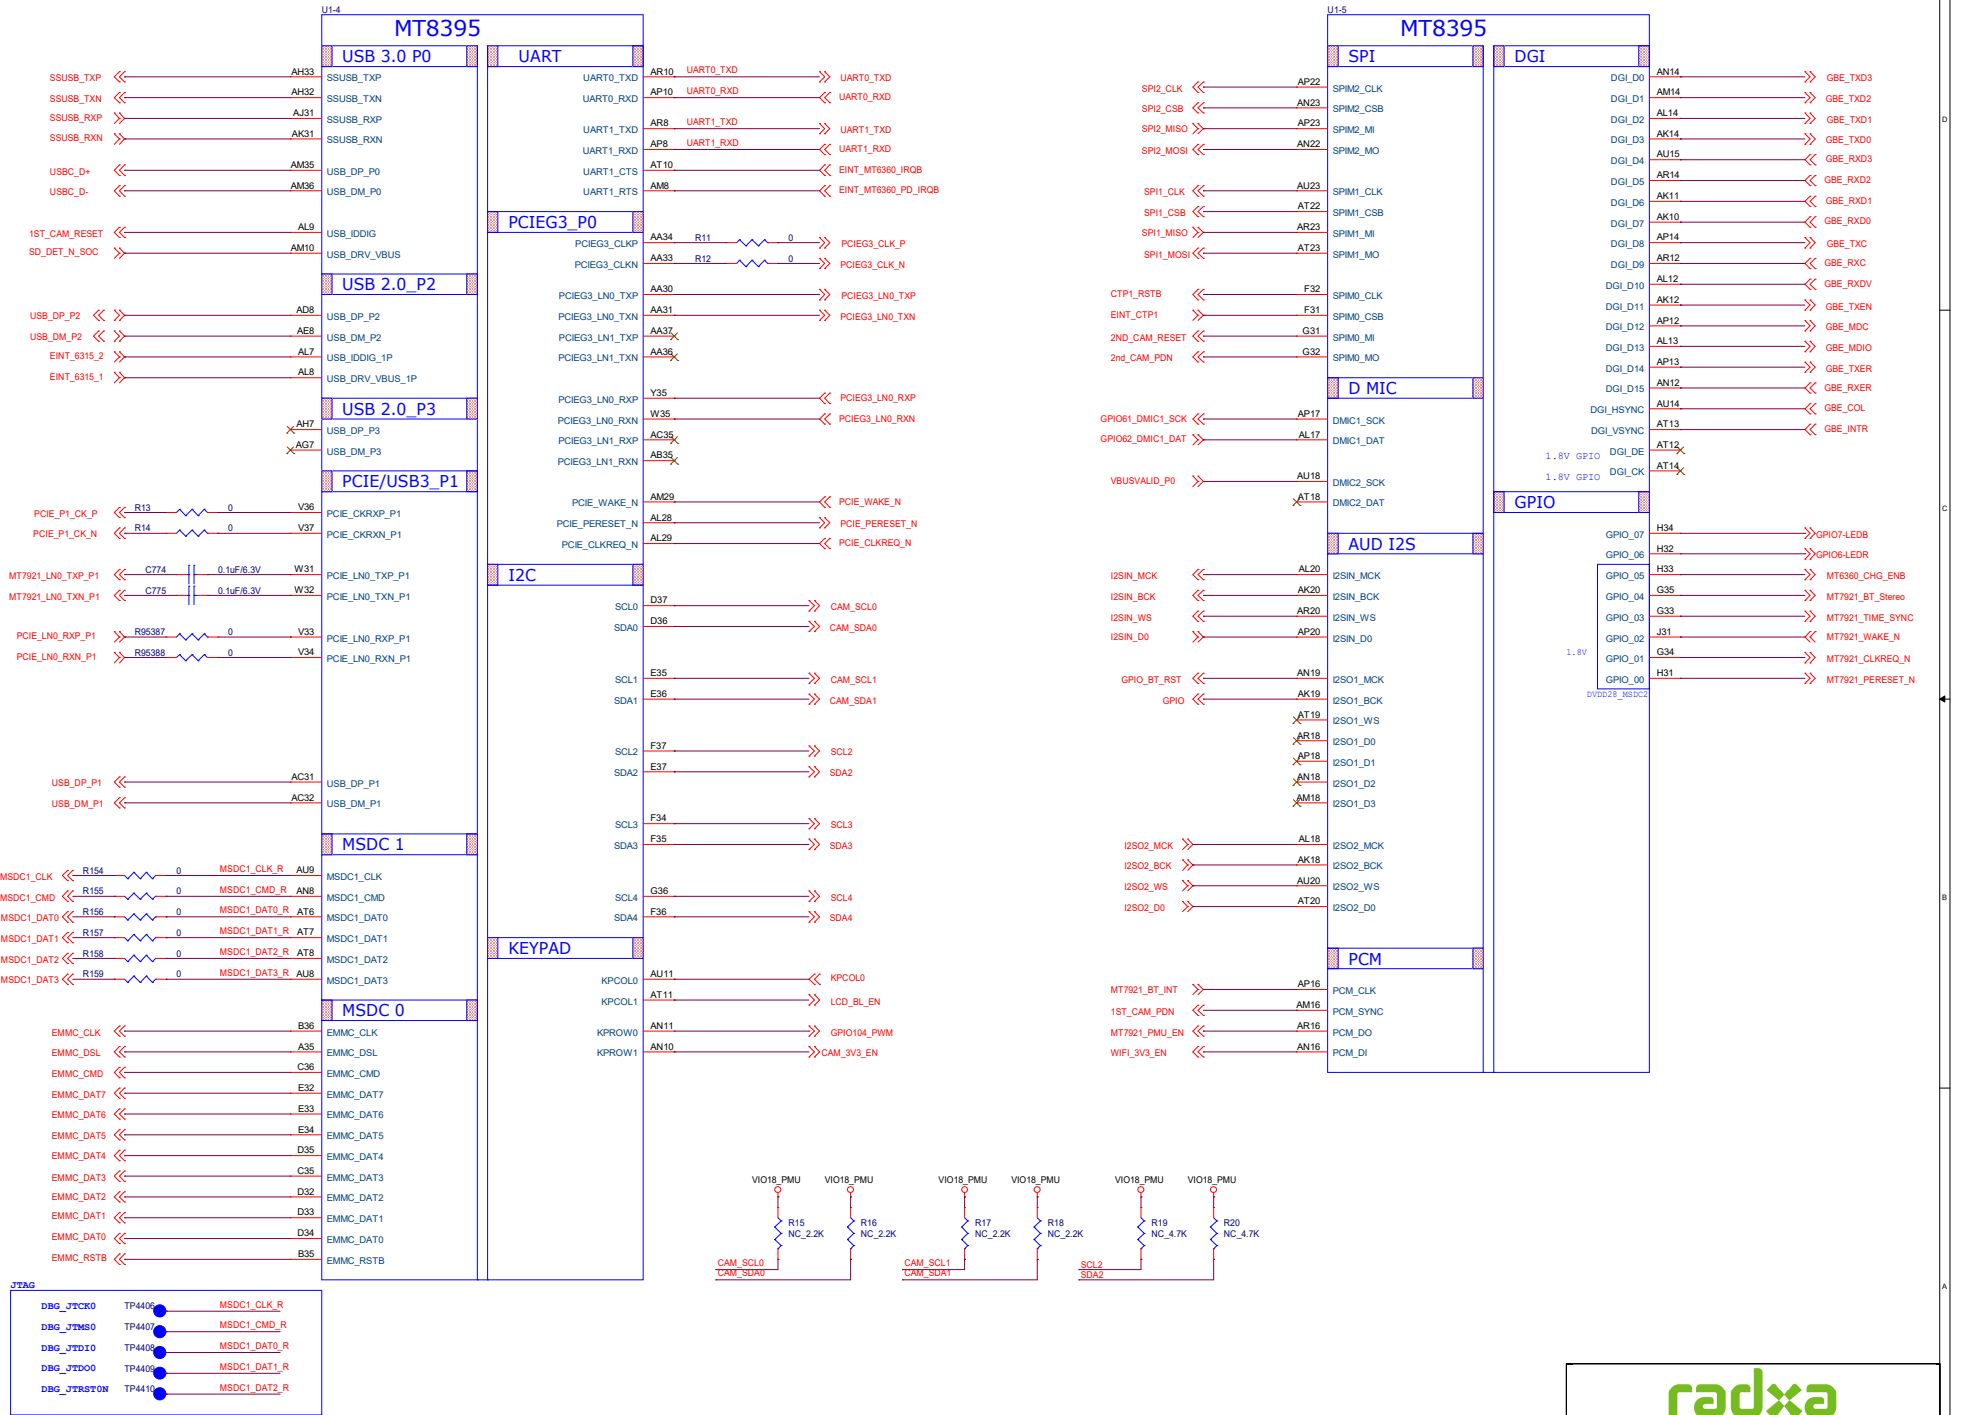 U1-4
MT8395
USB 3.0 P0
SSUSB_TXP AH33 SSUSB_TXP
SSUSB_TXN AH32 SSUSB_TXN
SSUSB_RXP AJ31 SSUSB_RXP
SSUSB_RXN AK31 SSUSB_RXN
USBC_D+ AM35 USB_DP_P0
USBC_D- AM36 USB_DM_P0
1ST_CAM_RESET AL9 USB_IDDIG
SD_DET_N_SOC AM10 USB_DRV_VBUS
USB 2.0_P2
USB_DP_P2 AD8 USB_DP_P2
USB_DM_P2 AE8 USB_DM_P2
EINT_6315_2 AL7 USB_IDDIG_1P
EINT_6315_1 AL8 USB_DRV_VBUS_1P
USB 2.0_P3
AH7 USB_DP_P3
AG7 USB_DM_P3
PCIE/USB3_P1
PCIE_P1_CK_P R13 0 V36 PCIE_CKRXP_P1
PCIE_P1_CK_N R14 0 V37 PCIE_CKRXN_P1
MT7921_LN0_TXP_P1 C774 0.1uF/6.3V W31 PCIE_LN0_TXP_P1
MT7921_LN0_TXN_P1 C775 0.1uF/6.3V W32 PCIE_LN0_TXN_P1
PCIE_LN0_RXP_P1 R95387 0 V33 PCIE_LN0_RXP_P1
PCIE_LN0_RXN_P1 R95388 0 V34 PCIE_LN0_RXN_P1
USB_DP_P1 AC31 USB_DP_P1
USB_DM_P1 AC32 USB_DM_P1
MSDC 1
MSDC1_CLK R154 0 MSDC1_CLK_R AU9 MSDC1_CLK
MSDC1_CMD R155 0 MSDC1_CMD_R AN8 MSDC1_CMD
MSDC1_DAT0 R156 0 MSDC1_DAT0_R AT6 MSDC1_DAT0
MSDC1_DAT1 R157 0 MSDC1_DAT1_R AT7 MSDC1_DAT1
MSDC1_DAT2 R158 0 MSDC1_DAT2_R AT8 MSDC1_DAT2
MSDC1_DAT3 R159 0 MSDC1_DAT3_R AU8 MSDC1_DAT3
MSDC 0
EMMC_CLK B36 EMMC_CLK
EMMC_DSL A35 EMMC_DSL
EMMC_CMD C36 EMMC_CMD
EMMC_DAT7 E32 EMMC_DAT7
EMMC_DAT6 E33 EMMC_DAT6
EMMC_DAT5 E34 EMMC_DAT5
EMMC_DAT4 D35 EMMC_DAT4
EMMC_DAT3 C35 EMMC_DAT3
EMMC_DAT2 D32 EMMC_DAT2
EMMC_DAT1 D33 EMMC_DAT1
EMMC_DAT0 D34 EMMC_DAT0
EMMC_RSTB B35 EMMC_RSTB
UART
UART0_TXD AR10 UART0_TXD UART0_TXD
UART0_RXD AP10 UART0_RXD UART0_RXD
UART1_TXD AR8 UART1_TXD UART1_TXD
UART1_RXD AP8 UART1_RXD UART1_RXD
UART1_CTS AT10 EINT_MT6360_IRQB
UART1_RTS AM8 EINT_MT6360_PD_IRQB
PCIEG3_P0
PCIEG3_CLKP AA34 R11 0 PCIEG3_CLK_P
PCIEG3_CLKN AA33 R12 0 PCIEG3_CLK_N
PCIEG3_LN0_TXP AA30 PCIEG3_LN0_TXP
PCIEG3_LN0_TXN AA31 PCIEG3_LN0_TXN
PCIEG3_LN1_TXP AA37
PCIEG3_LN1_TXN AA36
PCIEG3_LN0_RXP Y35 PCIEG3_LN0_RXP
PCIEG3_LN0_RXN W35 PCIEG3_LN0_RXN
PCIEG3_LN1_RXP AC35
PCIEG3_LN1_RXN AB35
PCIE_WAKE_N AM29 PCIE_WAKE_N
PCIE_PERESET_N AL28 PCIE_PERESET_N
PCIE_CLKREQ_N AL29 PCIE_CLKREQ_N
I2C
SCL0 D37 CAM_SCL0
SDA0 D36 CAM_SDA0
SCL1 E35 CAM_SCL1
SDA1 E36 CAM_SDA1
SCL2 F37 SCL2
SDA2 E37 SDA2
SCL3 F34 SCL3
SDA3 F35 SDA3
SCL4 G36 SCL4
SDA4 F36 SDA4
KEYPAD
KPCOL0 AU11 KPCOL0
KPCOL1 AT11 LCD_BL_EN
KPROW0 AN11 GPIO104_PWM
KPROW1 AN10 CAM_3V3_EN
U1-5
MT8395
SPI
SPI2_CLK AP22 SPIM2_CLK
SPI2_CSB AN23 SPIM2_CSB
SPI2_MISO AP23 SPIM2_MI
SPI2_MOSI AN22 SPIM2_MO
SPI1_CLK AU23 SPIM1_CLK
SPI1_CSB AT22 SPIM1_CSB
SPI1_MISO AR23 SPIM1_MI
SPI1_MOSI AT23 SPIM1_MO
CTP1_RSTB F32 SPIM0_CLK
EINT_CTP1 F31 SPIM0_CSB
2ND_CAM_RESET G31 SPIM0_MI
2nd_CAM_PDN G32 SPIM0_MO
D MIC
GPIO61_DMIC1_SCK AP17 DMIC1_SCK
GPIO62_DMIC1_DAT AL17 DMIC1_DAT
VBUSVALID_P0 AU18 DMIC2_SCK
AT18 DMIC2_DAT
AUD I2S
I2SIN_MCK AL20 I2SIN_MCK
I2SIN_BCK AK20 I2SIN_BCK
I2SIN_WS AR20 I2SIN_WS
I2SIN_D0 AP20 I2SIN_D0
GPIO_BT_RST AN19 I2SO1_MCK
GPIO AK19 I2SO1_BCK
AT19 I2SO1_WS
AR18 I2SO1_D0
AP18 I2SO1_D1
AN18 I2SO1_D2
AM18 I2SO1_D3
I2SO2_MCK AL18 I2SO2_MCK
I2SO2_BCK AK18 I2SO2_BCK
I2SO2_WS AU20 I2SO2_WS
I2SO2_D0 AT20 I2SO2_D0
PCM
MT7921_BT_INT AP16 PCM_CLK
1ST_CAM_PDN AM16 PCM_SYNC
MT7921_PMU_EN AR16 PCM_DO
WIFI_3V3_EN AN16 PCM_DI
DGI
DGI_D0 AN14 GBE_TXD3
DGI_D1 AM14 GBE_TXD2
DGI_D2 AL14 GBE_TXD1
DGI_D3 AK14 GBE_TXD0
DGI_D4 AU15 GBE_RXD3
DGI_D5 AR14 GBE_RXD2
DGI_D6 AK11 GBE_RXD1
DGI_D7 AK10 GBE_RXD0
DGI_D8 AP14 GBE_TXC
DGI_D9 AR12 GBE_RXC
DGI_D10 AL12 GBE_RXDV
DGI_D11 AK12 GBE_TXEN
DGI_D12 AP12 GBE_MDC
DGI_D13 AL13 GBE_MDIO
DGI_D14 AP13 GBE_TXER
DGI_D15 AN12 GBE_RXER
DGI_HSYNC AU14 GBE_COL
DGI_VSYNC AT13 GBE_INTR
1.8V GPIO DGI_DE AT12
1.8V GPIO DGI_CK AT14
GPIO
GPIO_07 H34 GPIO7-LEDB
GPIO_06 H32 GPIO6-LEDR
GPIO_05 H33 MT6360_CHG_ENB
GPIO_04 G35 MT7921_BT_Stereo
GPIO_03 G33 MT7921_TIME_SYNC
GPIO_02 J31 MT7921_WAKE_N
1.8V GPIO_01 G34 MT7921_CLKREQ_N
GPIO_00 H31 MT7921_PERESET_N
DVDD28_MSDC2
D
C
B
A
VIO18_PMU VIO18_PMU VIO18_PMU VIO18_PMU VIO18_PMU VIO18_PMU
R15 R16 R17 R18 R19 R20
NC_2.2K NC_2.2K NC_2.2K NC_2.2K NC_4.7K NC_4.7K
CAM_SCL0 CAM_SCL1 SCL2
CAM_SDA0 CAM_SDA1 SDA2
JTAG
DBG_JTCK0 TP4406 MSDC1_CLK_R
DBG_JTMS0 TP4407 MSDC1_CMD_R
DBG_JTDI0 TP4408 MSDC1_DAT0_R
DBG_JTDO0 TP4409 MSDC1_DAT1_R
DBG_JTRST0N TP4410 MSDC1_DAT2_R
radxa